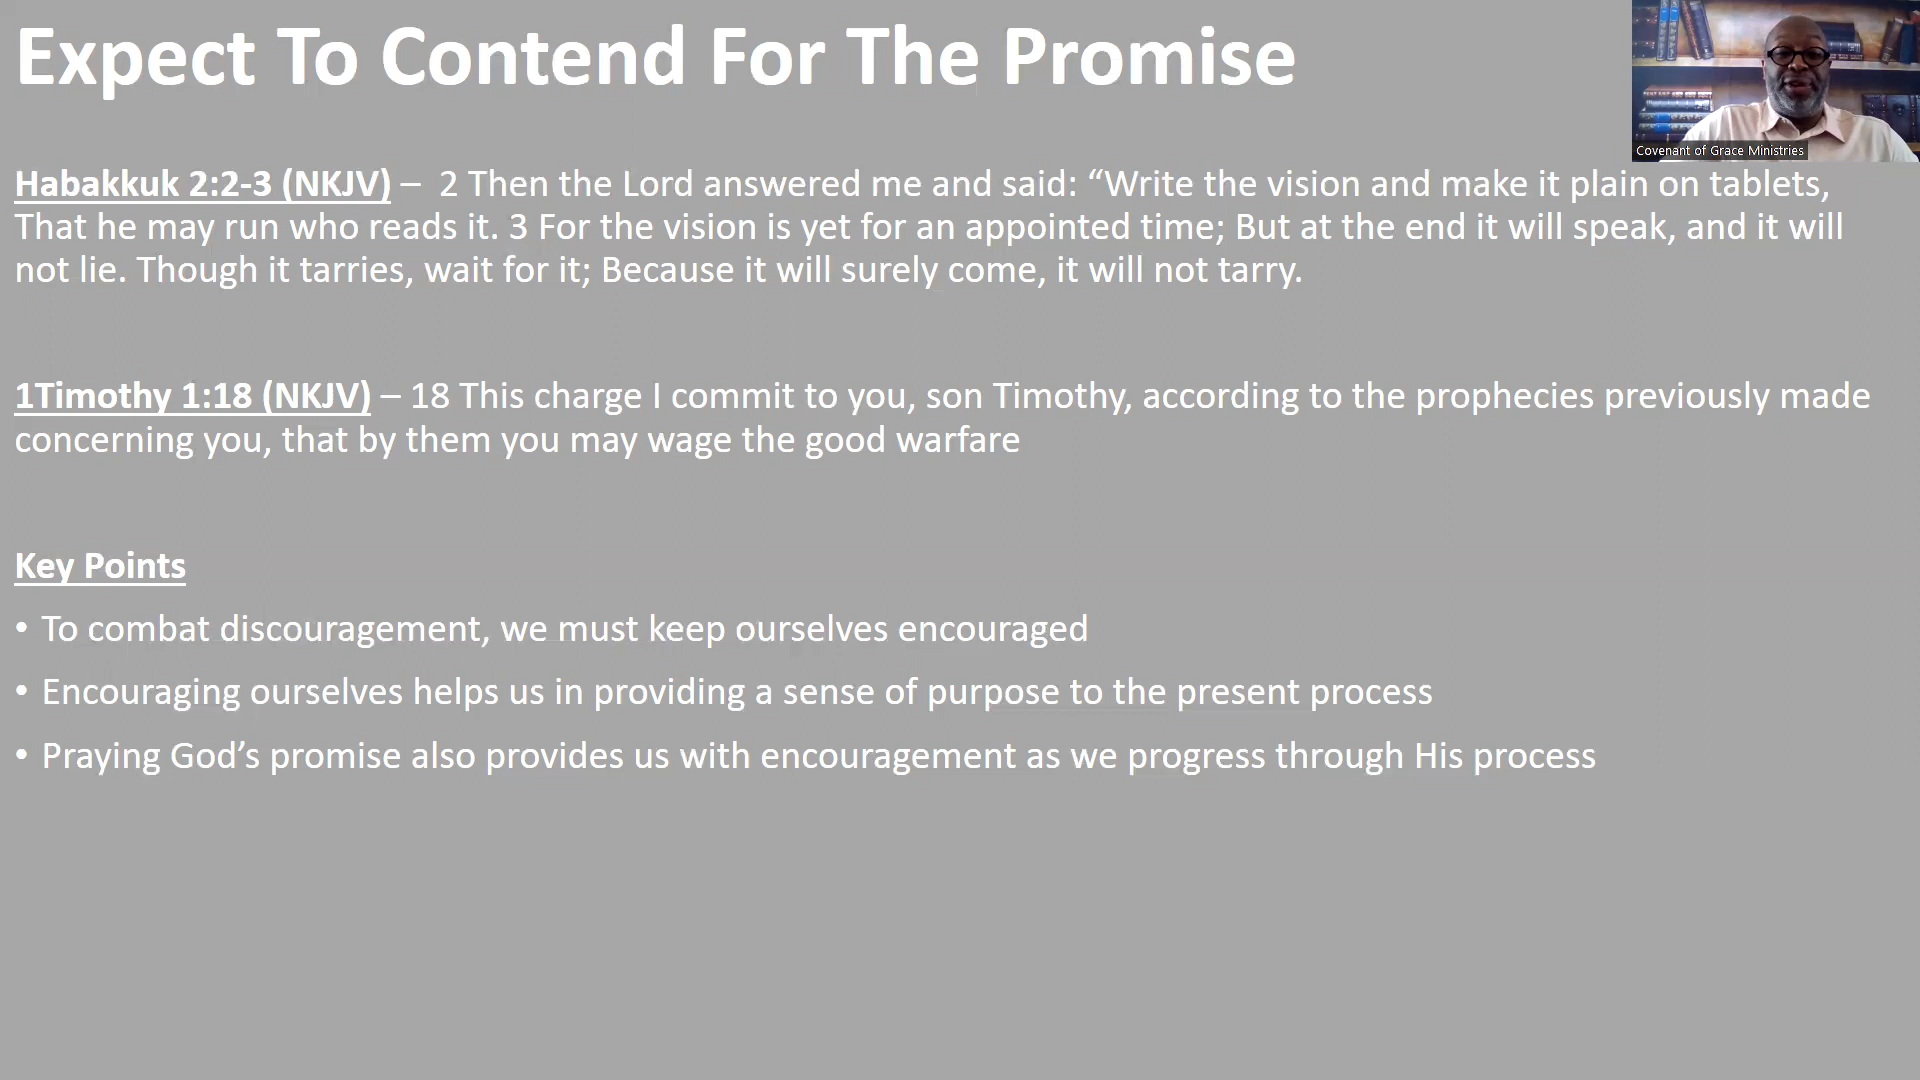 Expect To Contend For The Promise
Covenant of Grace Ministries
Habakkuk 2:2-3 (NKJV) – 2 Then the Lord answered me and said: “Write the vision and make it plain on tablets,
That he may run who reads it. 3 For the vision is yet for an appointed time; But at the end it will speak, and it will
not lie. Though it tarries, wait for it; Because it will surely come, it will not tarry.
1Timothy 1:18 (NKJV) – 18 This charge I commit to you, son Timothy, according to the prophecies previously made
concerning you, that by them you may wage the good warfare
Key Points
• To combat discouragement, we must keep ourselves encouraged
• Encouraging ourselves helps us in providing a sense of purpose to the present process
• Praying God’s promise also provides us with encouragement as we progress through His process